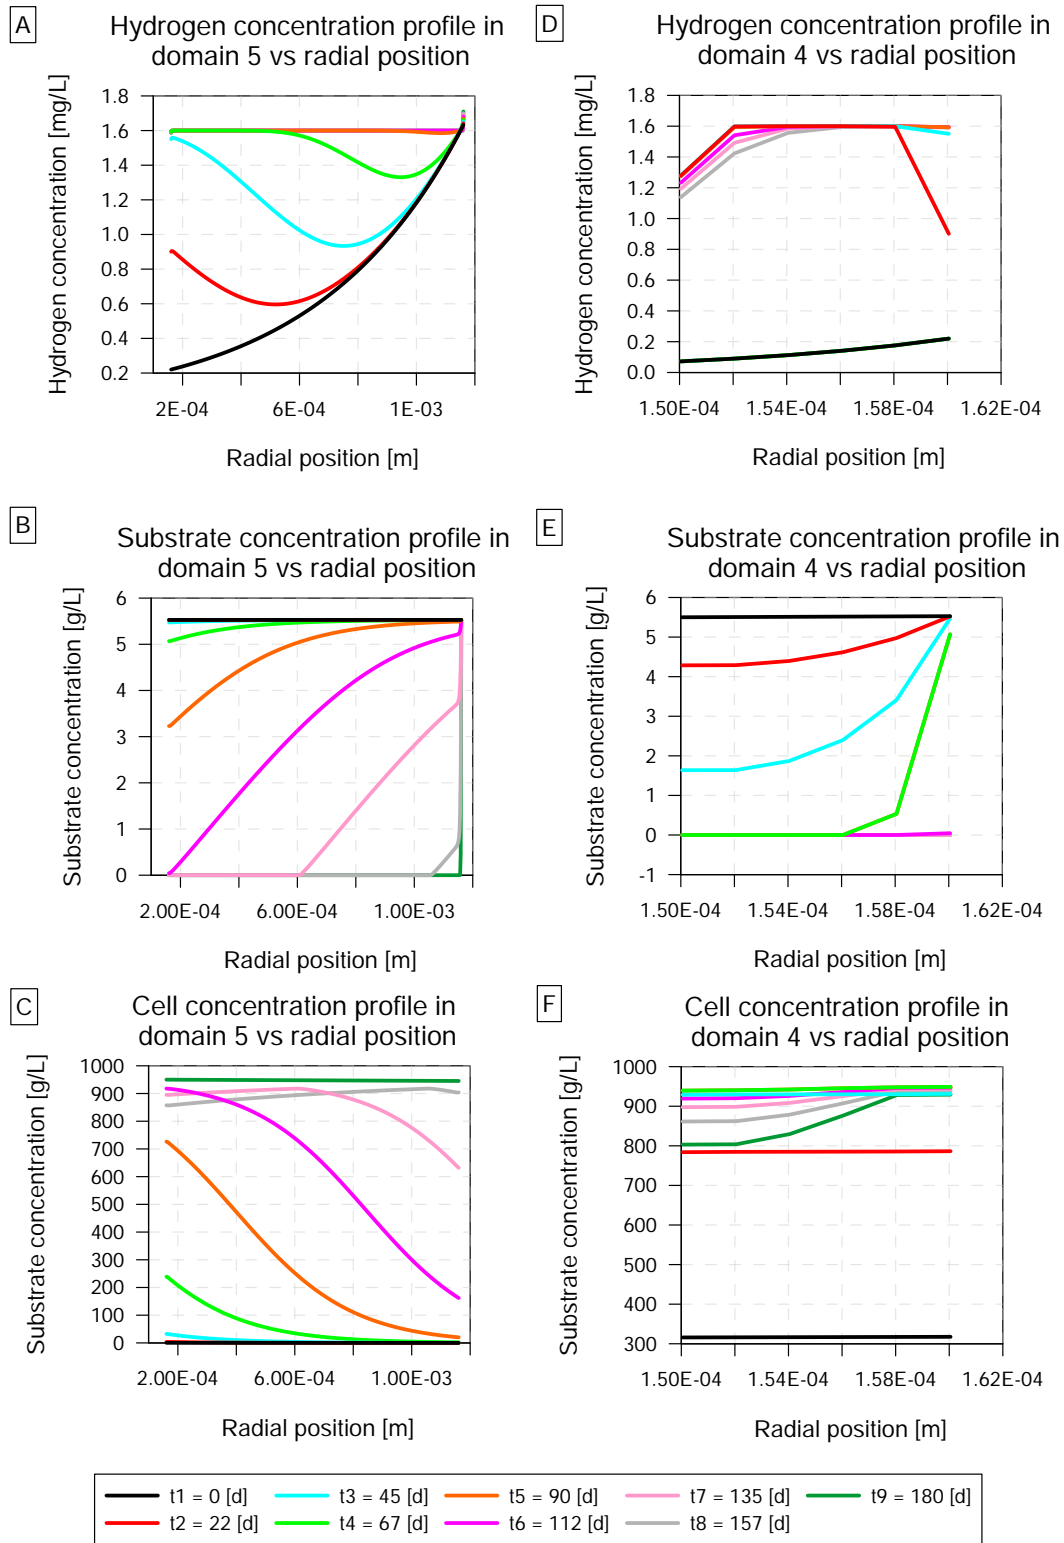 A
Hydrogen concentration profile in
domain 5 vs radial position
Hydrogen concentration [mg/L]
1.8
1.6
1.4
1.2
1.0
0.8
0.6
0.4
0.2
2E-04 6E-04 1E-03
Radial position [m]
D
Hydrogen concentration profile in
domain 4 vs radial position
Hydrogen concentration [mg/L]
1.8
1.6
1.4
1.2
1.0
0.8
0.6
0.4
0.2
0.0
1.50E-04 1.54E-04 1.58E-04 1.62E-04
Radial position [m]
B
Substrate concentration profile in
domain 5 vs radial position
Substrate concentration [g/L]
6
5
4
3
2
1
0
2.00E-04 6.00E-04 1.00E-03
Radial position [m]
E
Substrate concentration profile in
domain 4 vs radial position
Substrate concentration [g/L]
6
5
4
3
2
1
0
-1
1.50E-04 1.54E-04 1.58E-04 1.62E-04
Radial position [m]
C
Cell concentration profile in
domain 5 vs radial position
Substrate concentration [g/L]
1000
900
800
700
600
500
400
300
200
100
0
2.00E-04 6.00E-04 1.00E-03
Radial position [m]
F
Cell concentration profile in
domain 4 vs radial position
Substrate concentration [g/L]
1000
900
800
700
600
500
400
300
1.50E-04 1.54E-04 1.58E-04 1.62E-04
Radial position [m]
t1 = 0 [d] t3 = 45 [d] t5 = 90 [d] t7 = 135 [d] t9 = 180 [d]
t2 = 22 [d] t4 = 67 [d] t6 = 112 [d] t8 = 157 [d]